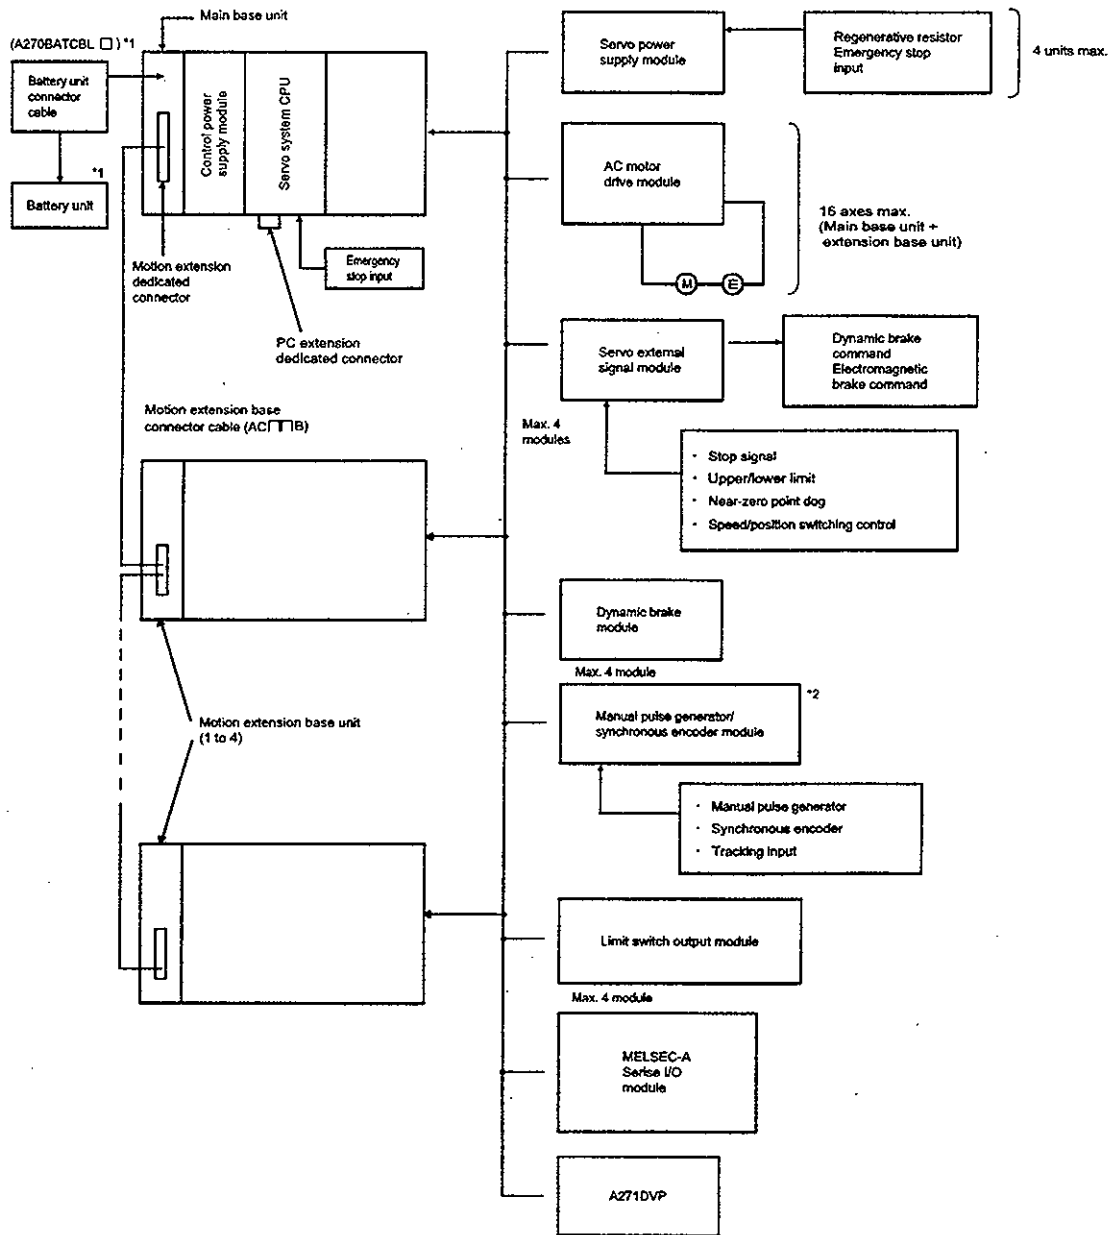 Main base unit
(A270BATCBL □) *1
Battery unit
connector
cable
*1
Battery unit
Control power
supply module
Servo system CPU
Motion extension
dedicated
connector
Emergency
stop input
PC extension
dedicated connector
Motion extension base
connector cable (AC□□B)
Motion extension base unit
(1 to 4)
Servo power
supply module
Regenerative resistor
Emergency stop
input
4 units max.
AC motor
drive module
M
E
16 axes max.
(Main base unit +
extension base unit)
Servo external
signal module
Dynamic brake
command
Electromagnetic
brake command
Max. 4
modules
· Stop signal
· Upper/lower limit
· Near-zero point dog
· Speed/position switching control
Dynamic brake
module
Max. 4 module
Manual pulse generator/
synchronous encoder module
*2
· Manual pulse generator
· Synchronous encoder
· Tracking input
Limit switch output module
Max. 4 module
MELSEC-A
Serise I/O
module
A271DVP